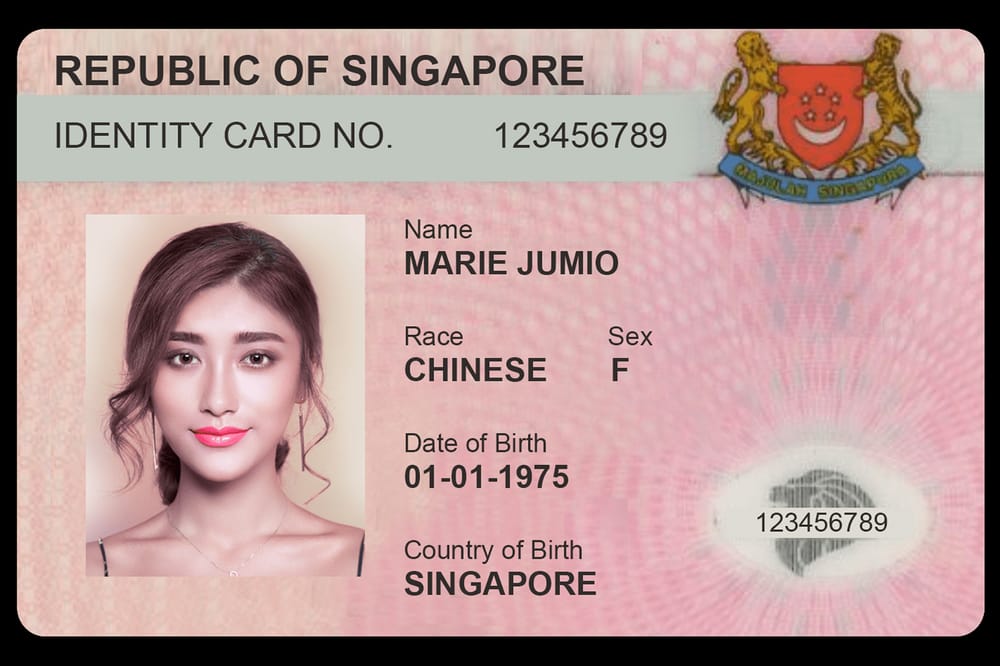 REPUBLIC OF SINGAPORE
IDENTITY CARD NO. 123456789
MAJULAH SINGAPURA
Name
MARIE JUMIO
Race Sex
CHINESE F
Date of Birth
01-01-1975
123456789
Country of Birth
SINGAPORE